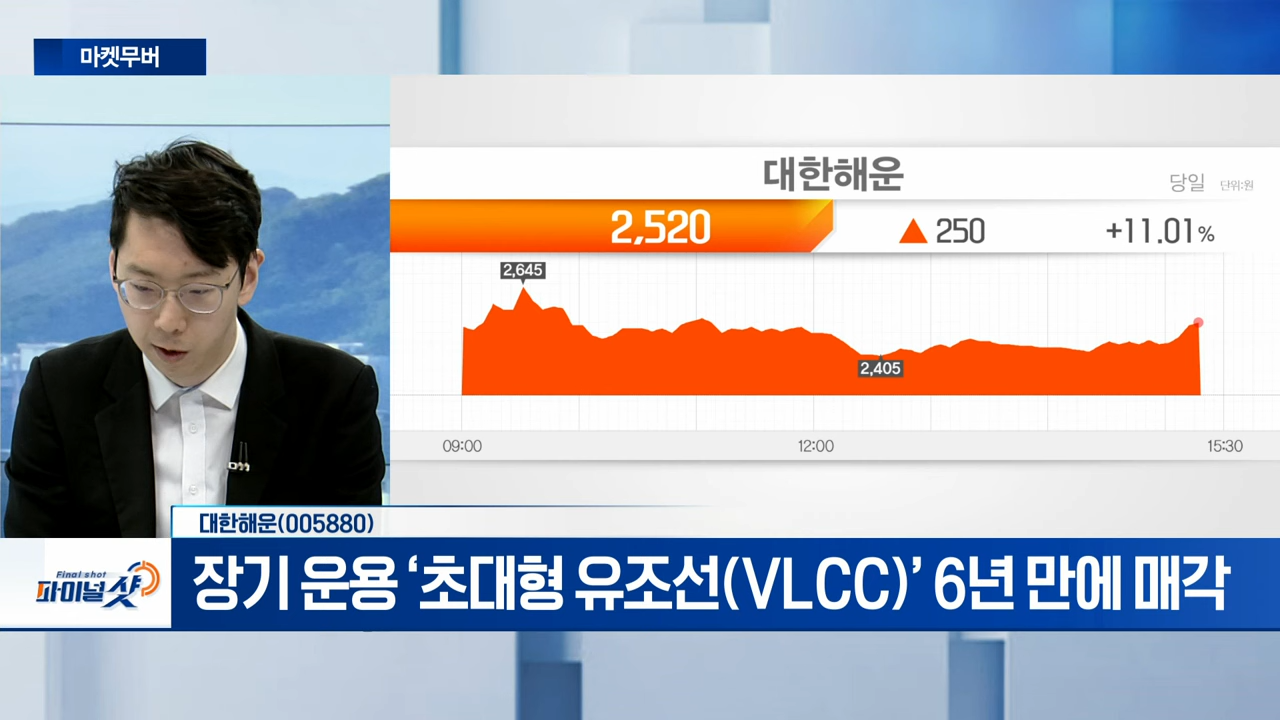 마켓무버
대한해운
당일 단위:원
2,520 ▲ 250 +11.01%
2,645
2,405
09:00 12:00 15:30
대한해운(005880)
Final shot
파이널샷
장기 운용 ‘초대형 유조선(VLCC)’ 6년 만에 매각